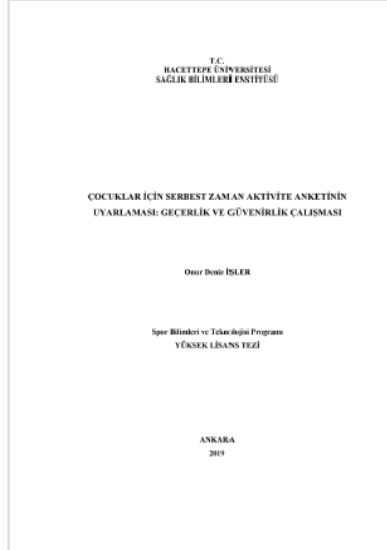 T.C.
HACETTEPE ÜNİVERSİTESİ
SAĞLIK BİLİMLERİ ENSTİTÜSÜ
ÇOCUKLAR İÇİN SERBEST ZAMAN AKTİVİTE ANKETİNİN
UYARLAMASI: GEÇERLİK VE GÜVENİRLİK ÇALIŞMASI
Onur Deniz İŞLER
Spor Bilimleri ve Teknolojisi Programı
YÜKSEK LİSANS TEZİ
ANKARA
2019